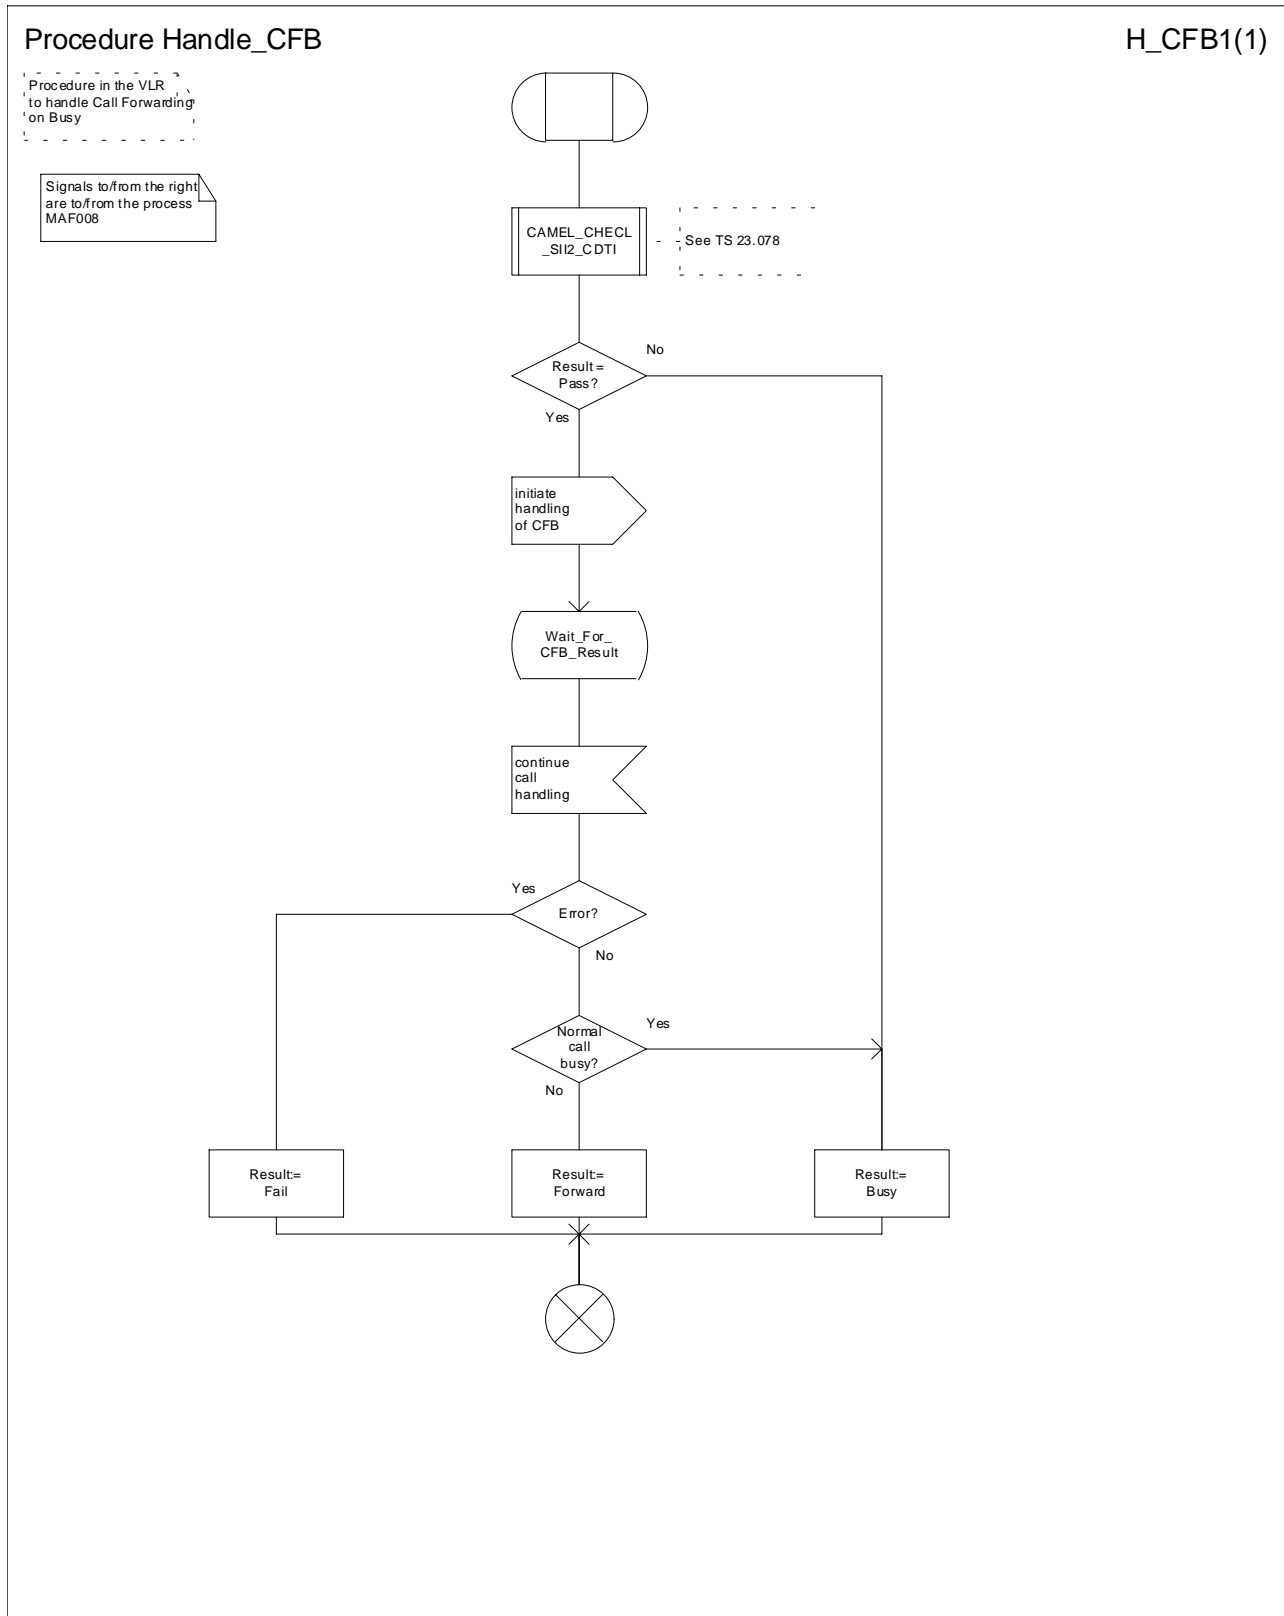 Procedure Handle_CFB
H_CFB1(1)
Procedure in the VLR
to handle Call Forwarding
on Busy
Signals to/from the right
are to/from the process
MAF008
CAMEL_CHECL
_SII2_CDTI
See TS 23.078
Result =
Pass?
No
Yes
initiate
handling
of CFB
Wait_For_
CFB_Result
continue
call
handling
Yes
Error?
No
Normal
call
busy?
Yes
No
Result:=
Fail
Result:=
Forward
Result:=
Busy